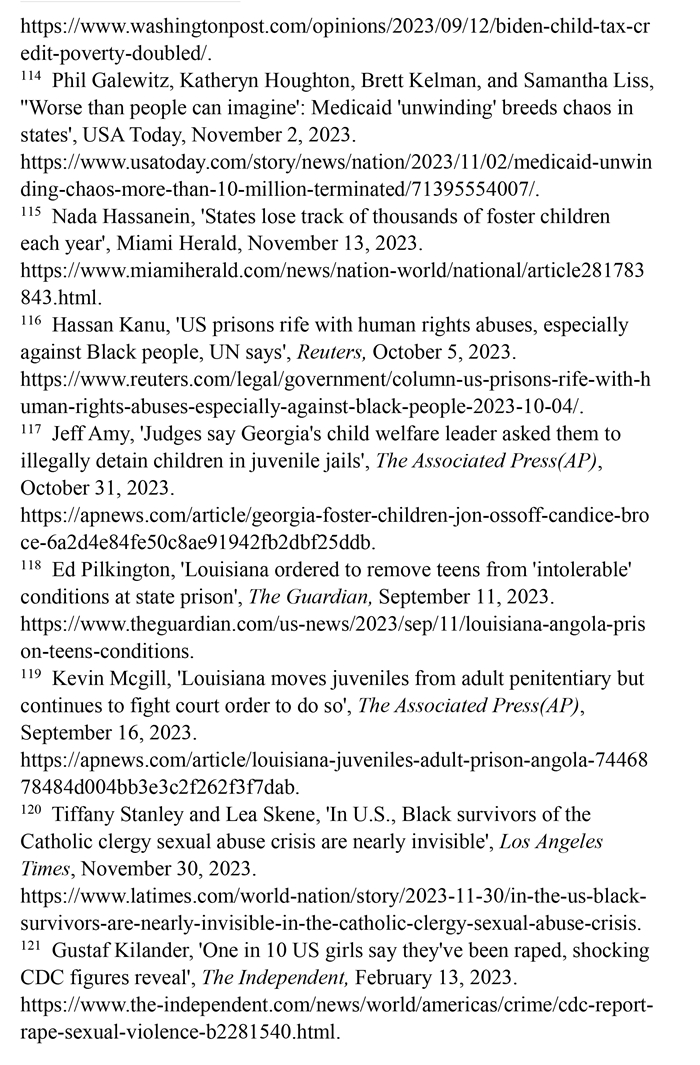 https://www.washingtonpost.com/opinions/2023/09/12/biden-child-tax-cr
edit-poverty-doubled/.
114 Phil Galewitz, Katheryn Houghton, Brett Kelman, and Samantha Liss,
"Worse than people can imagine': Medicaid 'unwinding' breeds chaos in
states', USA Today, November 2, 2023.
https://www.usatoday.com/story/news/nation/2023/11/02/medicaid-unwin
ding-chaos-more-than-10-million-terminated/71395554007/.
115 Nada Hassanein, 'States lose track of thousands of foster children
each year', Miami Herald, November 13, 2023.
https://www.miamiherald.com/news/nation-world/national/article281783
843.html.
116 Hassan Kanu, 'US prisons rife with human rights abuses, especially
against Black people, UN says', Reuters, October 5, 2023.
https://www.reuters.com/legal/government/column-us-prisons-rife-with-h
uman-rights-abuses-especially-against-black-people-2023-10-04/.
117 Jeff Amy, 'Judges say Georgia's child welfare leader asked them to
illegally detain children in juvenile jails', The Associated Press(AP),
October 31, 2023.
https://apnews.com/article/georgia-foster-children-jon-ossoff-candice-bro
ce-6a2d4e84fe50c8ae91942fb2dbf25ddb.
118 Ed Pilkington, 'Louisiana ordered to remove teens from 'intolerable'
conditions at state prison', The Guardian, September 11, 2023.
https://www.theguardian.com/us-news/2023/sep/11/louisiana-angola-pris
on-teens-conditions.
119 Kevin Mcgill, 'Louisiana moves juveniles from adult penitentiary but
continues to fight court order to do so', The Associated Press(AP),
September 16, 2023.
https://apnews.com/article/louisiana-juveniles-adult-prison-angola-74468
78484d004bb3e3c2f262f3f7dab.
120 Tiffany Stanley and Lea Skene, 'In U.S., Black survivors of the
Catholic clergy sexual abuse crisis are nearly invisible', Los Angeles
Times, November 30, 2023.
https://www.latimes.com/world-nation/story/2023-11-30/in-the-us-black-
survivors-are-nearly-invisible-in-the-catholic-clergy-sexual-abuse-crisis.
121 Gustaf Kilander, 'One in 10 US girls say they've been raped, shocking
CDC figures reveal', The Independent, February 13, 2023.
https://www.the-independent.com/news/world/americas/crime/cdc-report-
rape-sexual-violence-b2281540.html.